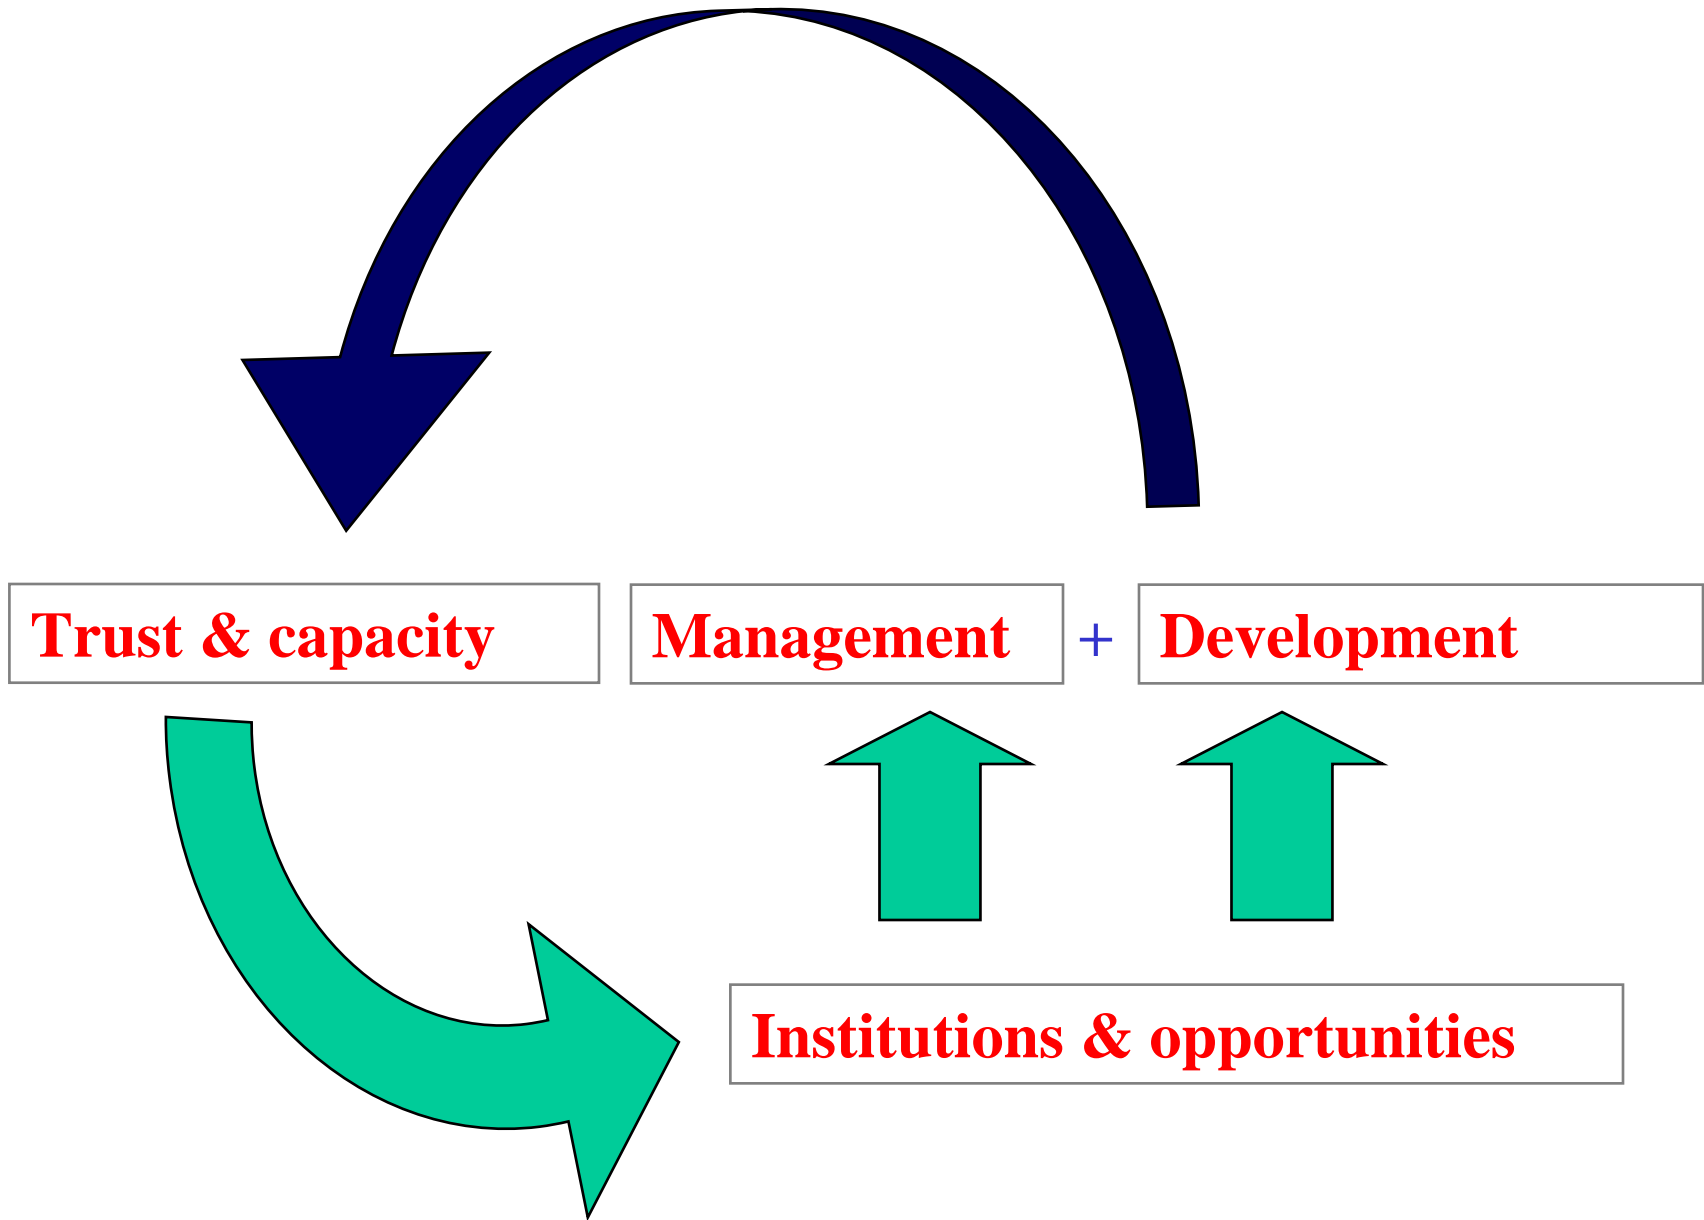 Trust & capacity
Management + Development
Institutions & opportunities